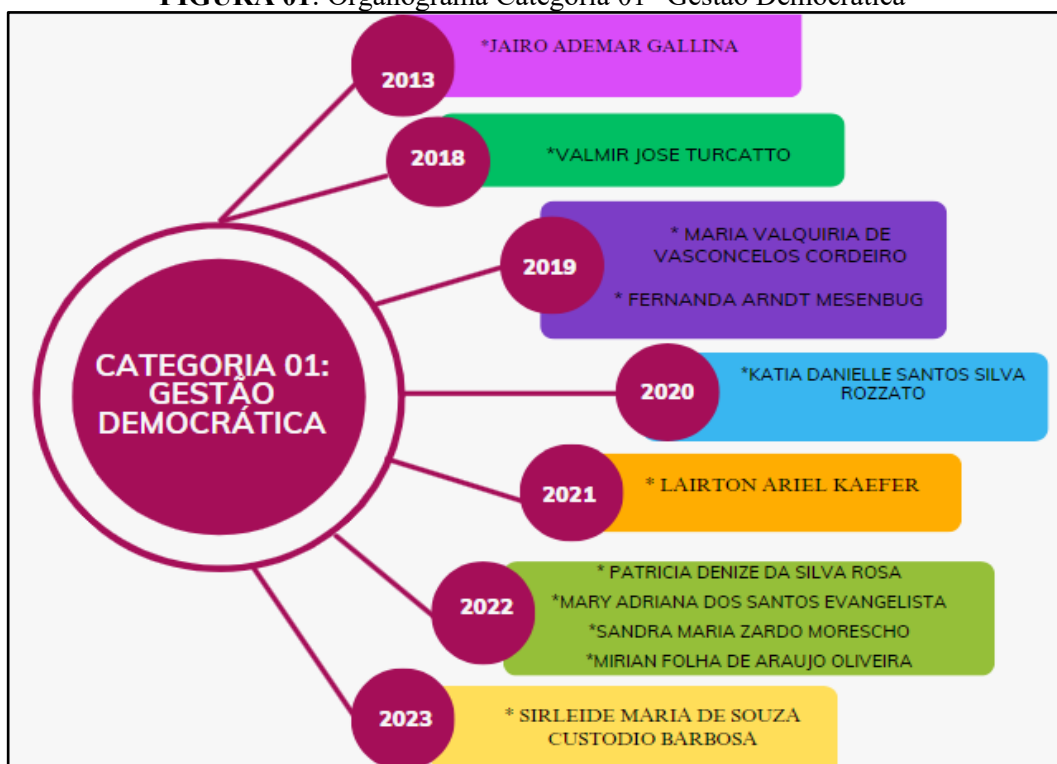 FIGURA 01: Organograma Categoria 01 - Gestão Democrática
*JAIRO ADEMAR GALLINA
2013
2018
*VALMIR JOSE TURCATTO
* MARIA VALQUIRIA DE
VASCONCELOS CORDEIRO
2019
* FERNANDA ARNDT MESENBUG
CATEGORIA 01:
GESTÃO
DEMOCRÁTICA
*KATIA DANIELLE SANTOS SILVA
ROZZATO
2020
* LAIRTON ARIEL KAEFER
2021
* PATRICIA DENIZE DA SILVA ROSA
*MARY ADRIANA DOS SANTOS EVANGELISTA
2022
*SANDRA MARIA ZARDO MORESCHO
*MIRIAN FOLHA DE ARAUJO OLIVEIRA
2023
* SIRLEIDE MARIA DE SOUZA
CUSTODIO BARBOSA